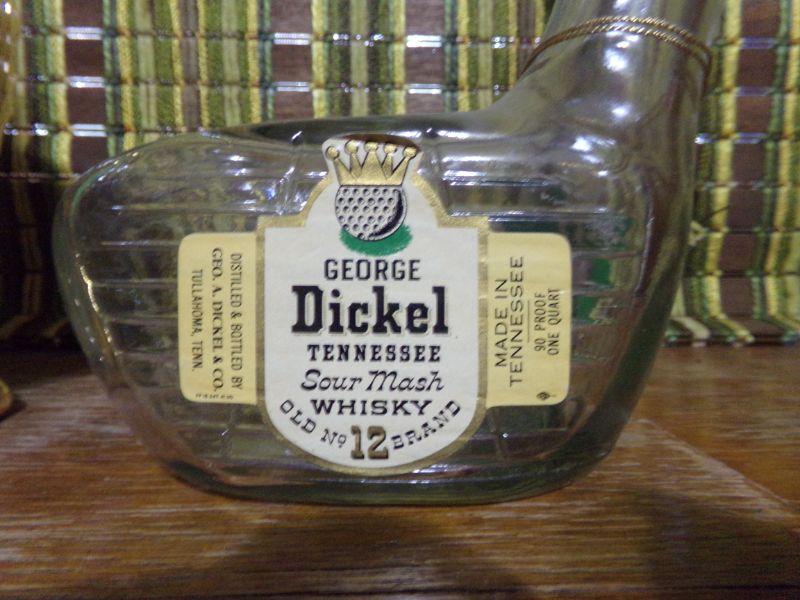 DISTILLED & BOTTLED BY
GEO. A. DICKEL & CO.
TULLAHOMA, TENN.
GEORGE
Dickel
TENNESSEE
Sour Mash
WHISKY
OLD No 12 BRAND
MADE IN
TENNESSEE
90 PROOF
ONE QUART